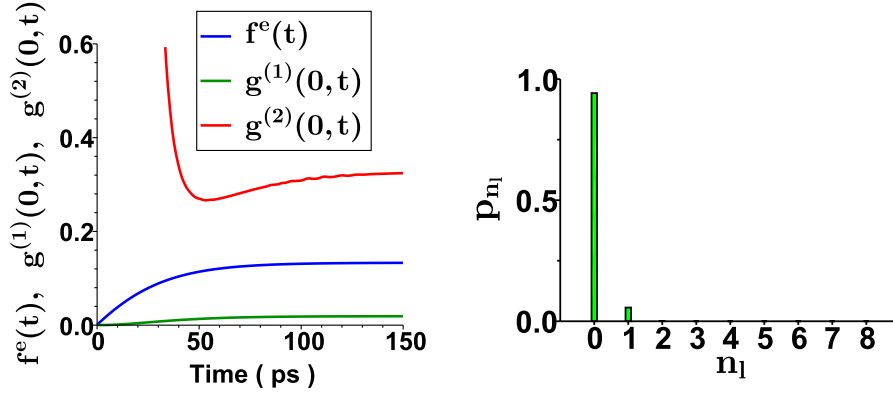 f^e(t), g^(1)(0,t), g^(2)(0,t)
0.6
0.4
0.2
0.0
f^e(t)
g^(1)(0,t)
g^(2)(0,t)
0 50 100 150
Time ( ps )
p_n_l
1.0
0.5
0.0
0 1 2 3 4 5 6 7 8
n_l